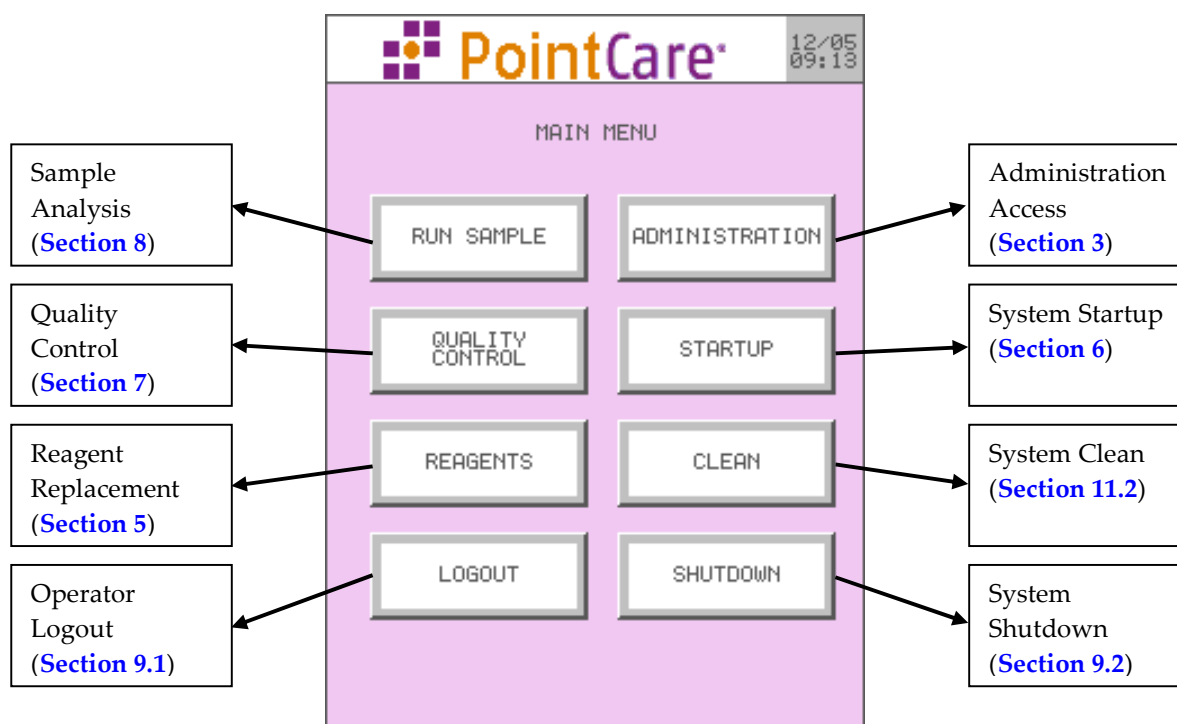 PointCare
12/05
09:13
MAIN MENU
Sample
Analysis
(Section 8)
RUN SAMPLE
ADMINISTRATION
Administration
Access
(Section 3)
Quality
Control
(Section 7)
QUALITY
CONTROL
STARTUP
System Startup
(Section 6)
Reagent
Replacement
(Section 5)
REAGENTS
CLEAN
System Clean
(Section 11.2)
Operator
Logout
(Section 9.1)
LOGOUT
SHUTDOWN
System
Shutdown
(Section 9.2)